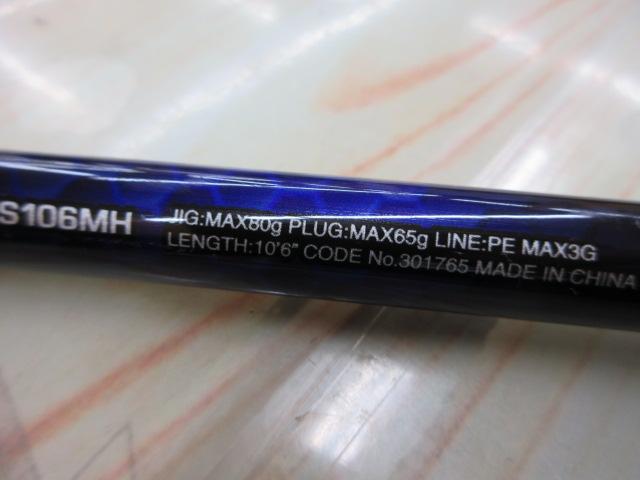 S106MH
JIG:MAX80g PLUG:MAX65g LINE:PE MAX3G
LENGTH:10'6" CODE No.301765 MADE IN CHINA